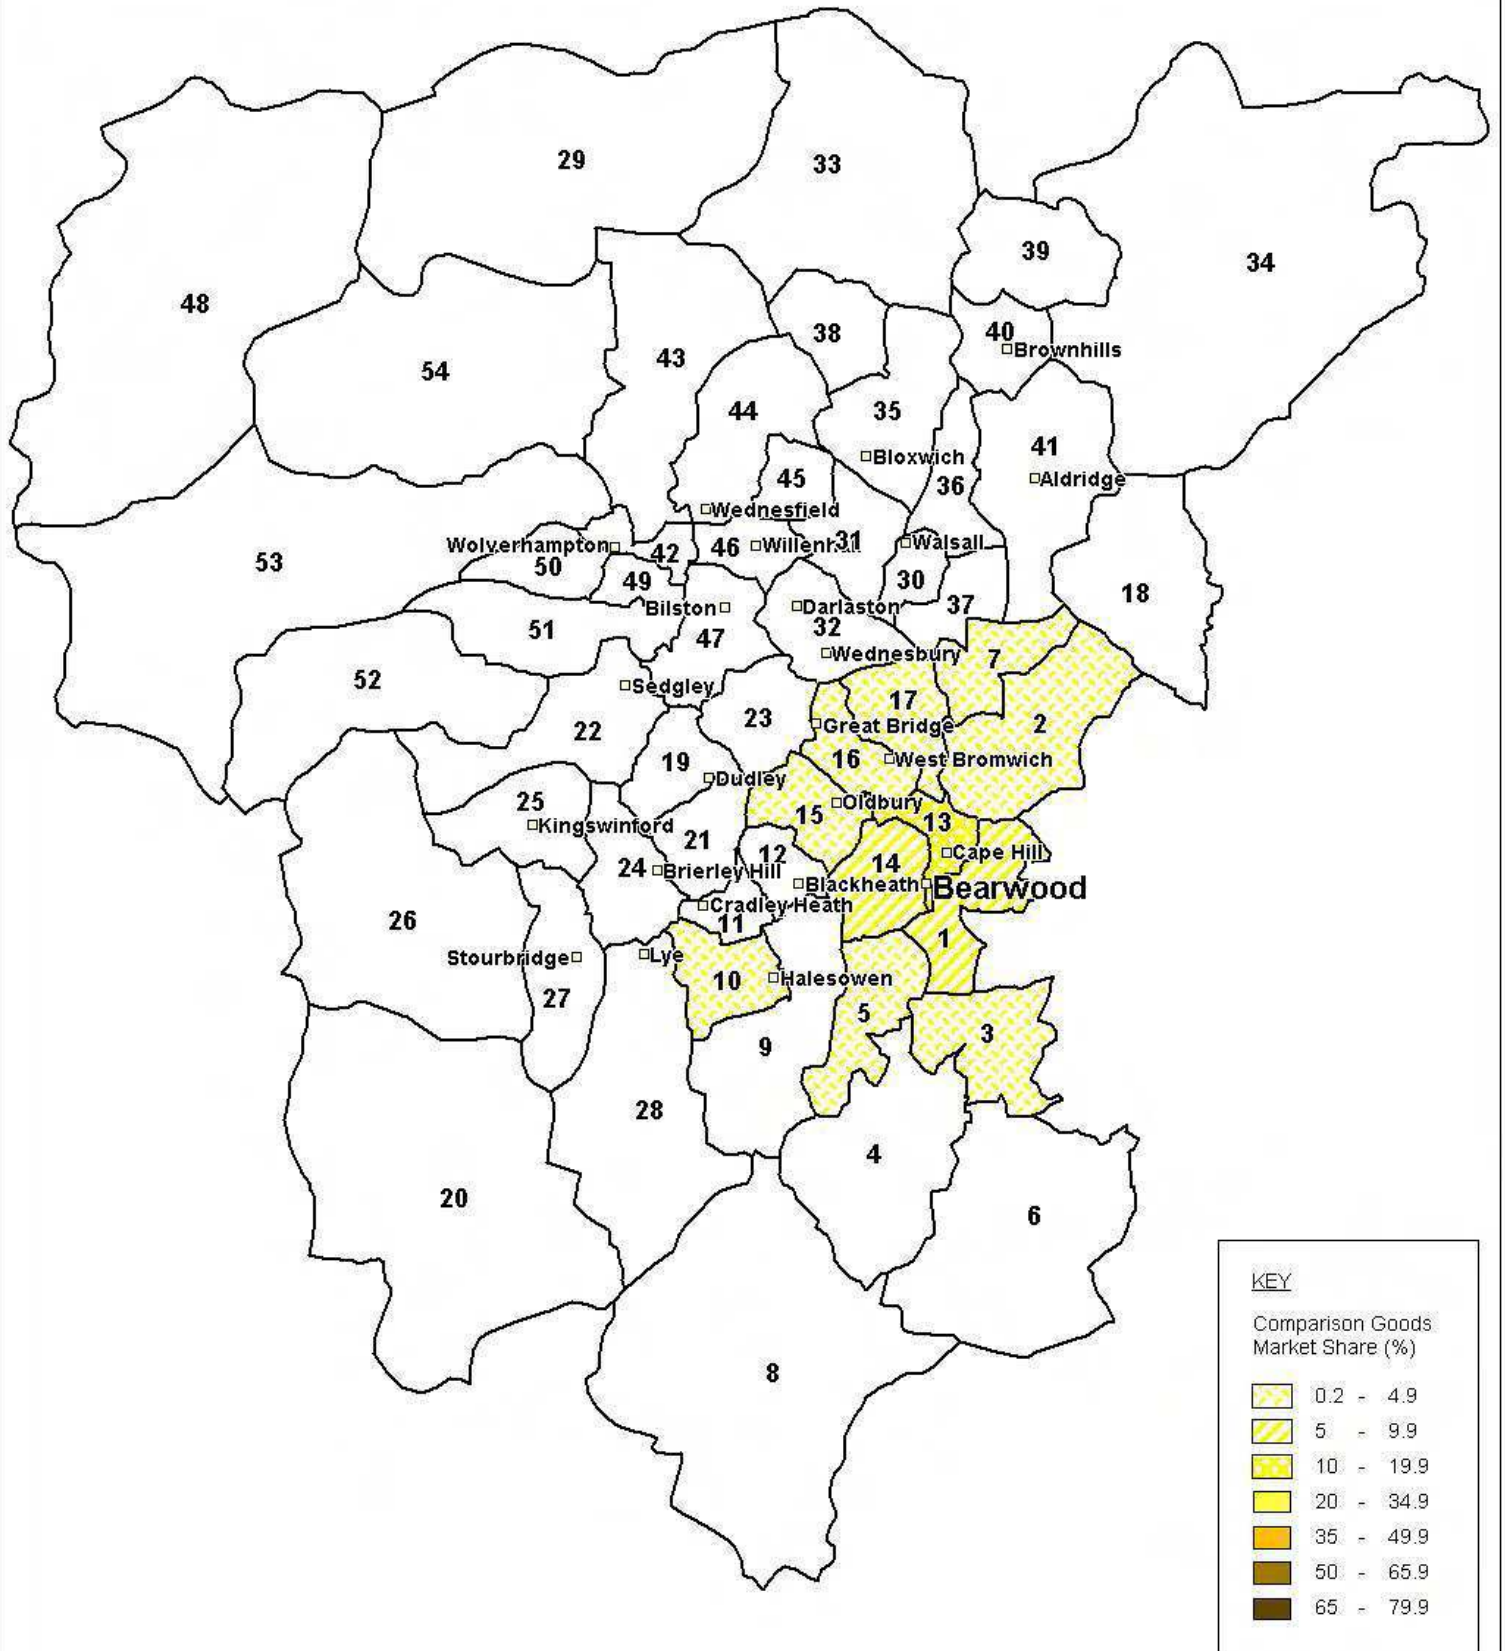 29
33
39
34
48
40
Brownhills
38
43
54
44
35
41
Bloxwich
45
36
Aldridge
Wednesfield
Wolverhampton
42
46
Willenhall
31
Walsall
53
50
49
30
18
Bilston
Darlaston
37
51
47
32
Wednesbury
7
52
Sedgley
17
23
Great Bridge
2
22
19
16
West Bromwich
Dudley
25
15
Oldbury
13
Kingswinford
21
12
14
Cape Hill
24
Brierley Hill
Blackheath
Bearwood
Cradley Heath
26
11
1
Stourbridge
Lye
10
Halesowen
27
5
3
9
28
4
20
6
8
KEY
Comparison Goods
Market Share (%)
0.2 - 4.9
5 - 9.9
10 - 19.9
20 - 34.9
35 - 49.9
50 - 65.9
65 - 79.9